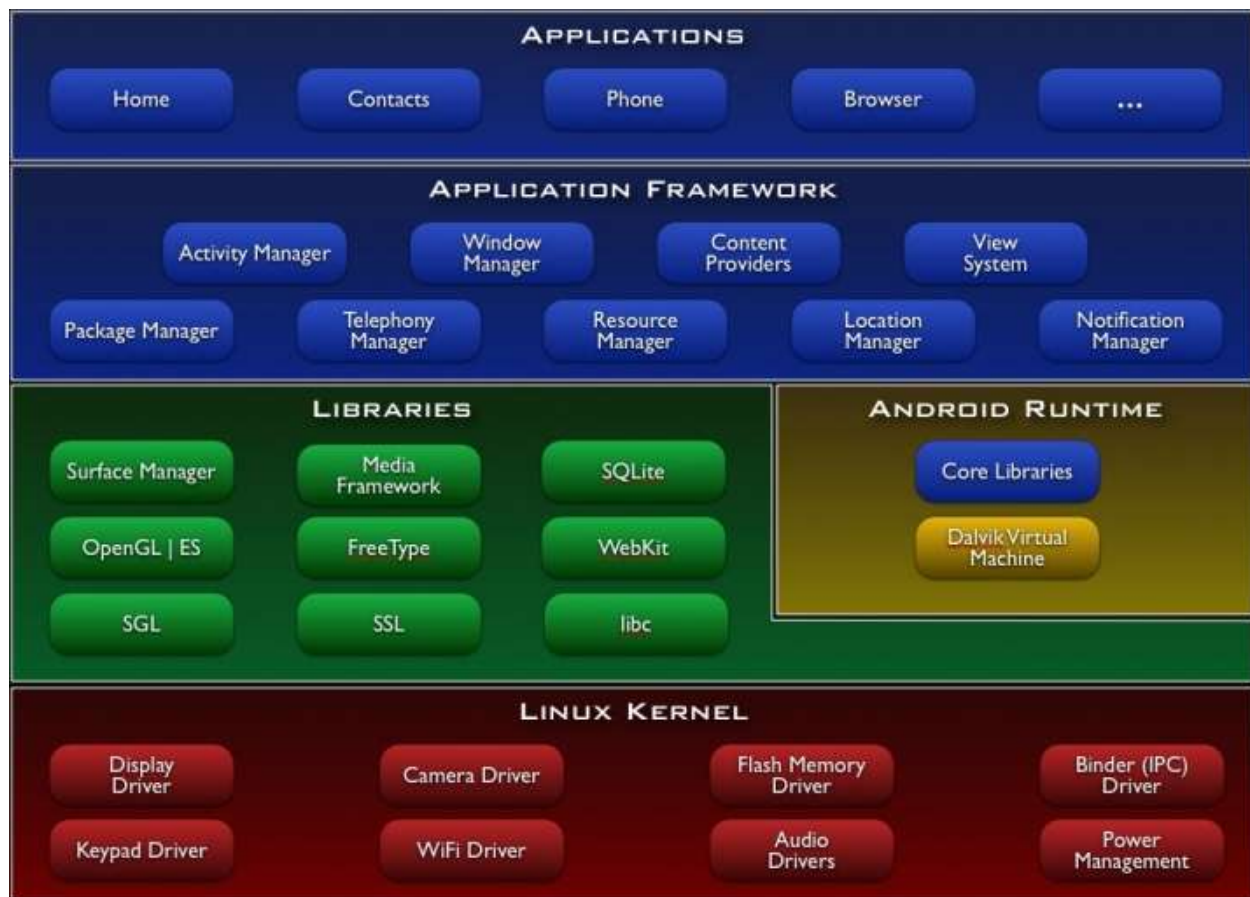 APPLICATIONS
Home
Contacts
Phone
Browser
...
APPLICATION FRAMEWORK
Activity Manager
Window
Manager
Content
Providers
View
System
Package Manager
Telephony
Manager
Resource
Manager
Location
Manager
Notification
Manager
LIBRARIES
Surface Manager
Media
Framework
SQLite
OpenGL | ES
FreeType
WebKit
SGL
SSL
libc
ANDROID RUNTIME
Core Libraries
Dalvik Virtual
Machine
LINUX KERNEL
Display
Driver
Camera Driver
Flash Memory
Driver
Binder (IPC)
Driver
Keypad Driver
WiFi Driver
Audio
Drivers
Power
Management